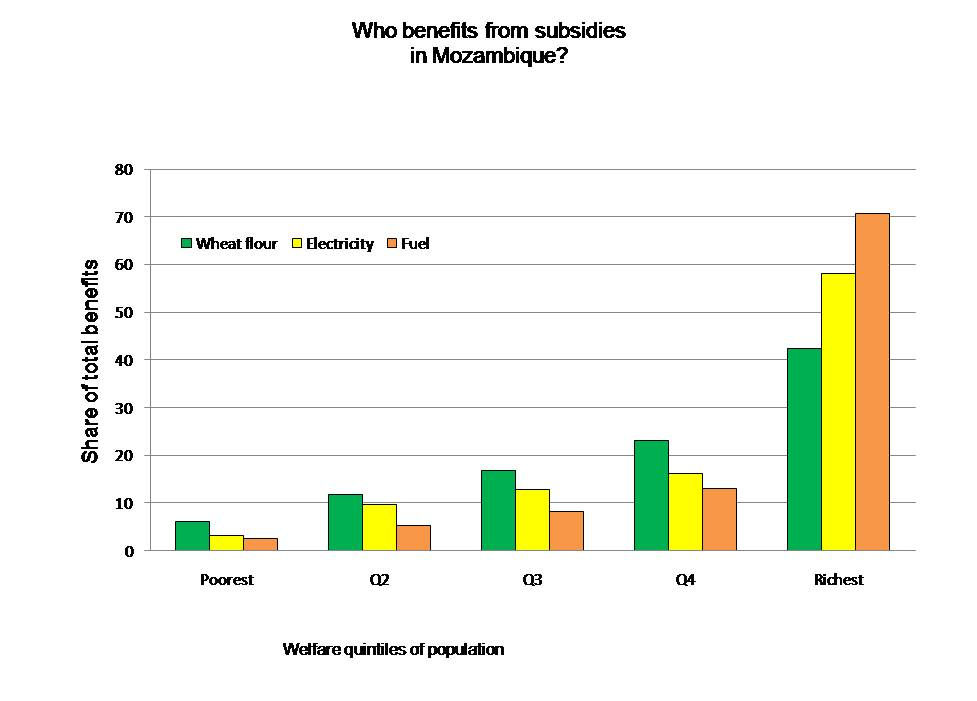 Who benefits from subsidies
in Mozambique?
80
70
60
50
40
30
20
10
0
Share of total benefits
Wheat flour Electricity Fuel
Poorest Q2 Q3 Q4 Richest
Welfare quintiles of population